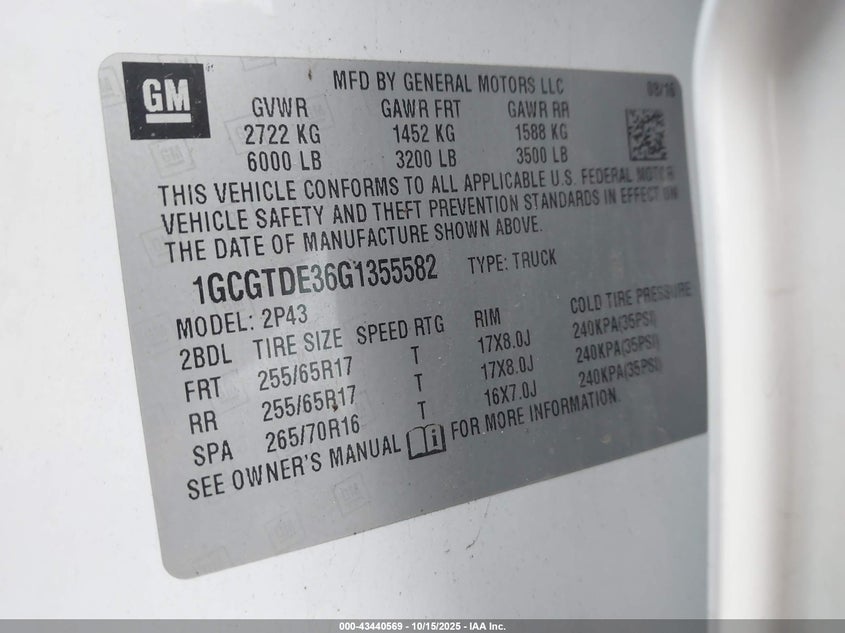 GM
MFD BY GENERAL MOTORS LLC 08/16
GVWR GAWR FRT GAWR RR
2722 KG 1452 KG 1588 KG
6000 LB 3200 LB 3500 LB
THIS VEHICLE CONFORMS TO ALL APPLICABLE U.S. FEDERAL MOTOR
VEHICLE SAFETY AND THEFT PREVENTION STANDARDS IN EFFECT ON
THE DATE OF MANUFACTURE SHOWN ABOVE.
1GCGTDE36G1355582 TYPE: TRUCK
MODEL: 2P43
2BDL TIRE SIZE SPEED RTG RIM COLD TIRE PRESSURE
FRT 255/65R17 T 17X8.0J 240KPA(35PSI)
RR 255/65R17 T 17X8.0J 240KPA(35PSI)
SPA 265/70R16 T 16X7.0J 240KPA(35PSI)
SEE OWNER'S MANUAL FOR MORE INFORMATION.
000-43440569 - 10/15/2025 - IAA Inc.